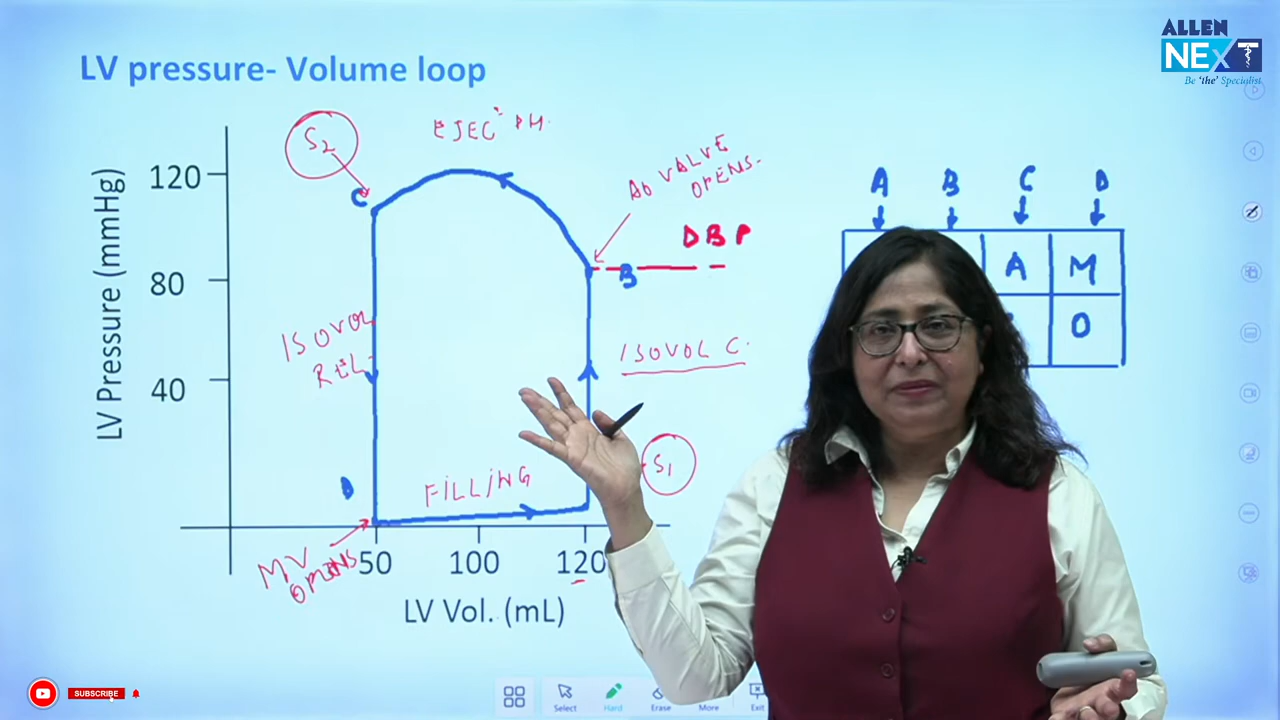 ALLEN
NEXT
Be 'the' Specialist
LV pressure- Volume loop
S2
EJECn PH.
AO VALVE
OPENS.
C
DBP
B
A B C D
A M
O
LV Pressure (mmHg)
120
80
40
ISOVOL
REL.
ISOVOL C.
D
FILLING
S1
MV
OPENS
50 100 120
LV Vol. (mL)
SUBSCRIBE
Select
Hard
Erase
More
Exit